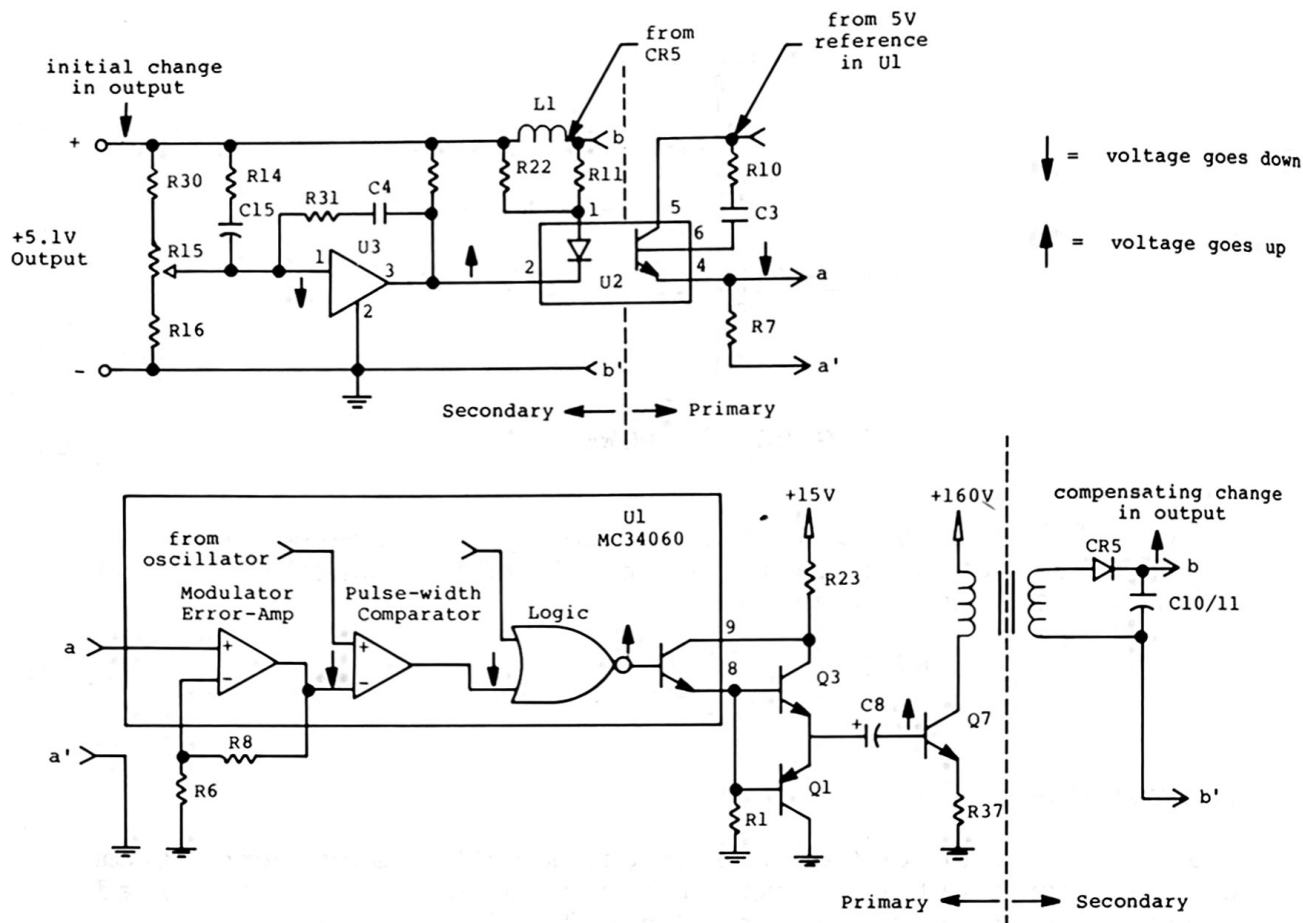 from
CR5
from 5V
reference
in U1
initial change
in output
L1
+
b
R30
R14
R22
R11
R10
↓ = voltage goes down
C15
R31
C4
1
5
C3
+5.1V
Output
R15
U3
6
↑ = voltage goes up
1
3
2
4
U2
a
2
R16
R7
-
b'
a'
Secondary
Primary
+15V
+160V
compensating change
in output
U1
MC34060
from
oscillator
CR5
b
Modulator
Error-Amp
Pulse-width
Comparator
Logic
R23
C10/11
9
a
+
+
8
-
-
Q3
C8
+
Q7
R8
a'
R6
R1
Q1
R37
b'
Primary
Secondary